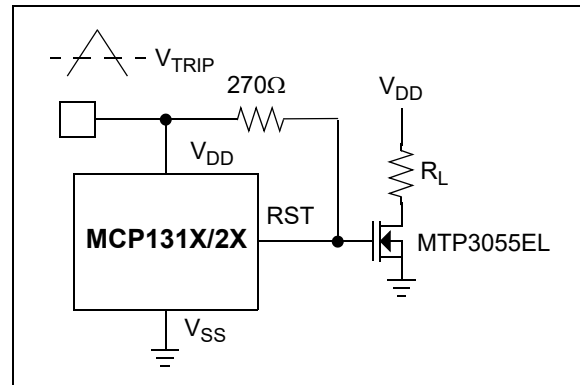 V_TRIP
270Ω
V_DD
V_DD
R_L
RST
MCP131X/2X
MTP3055EL
V_SS